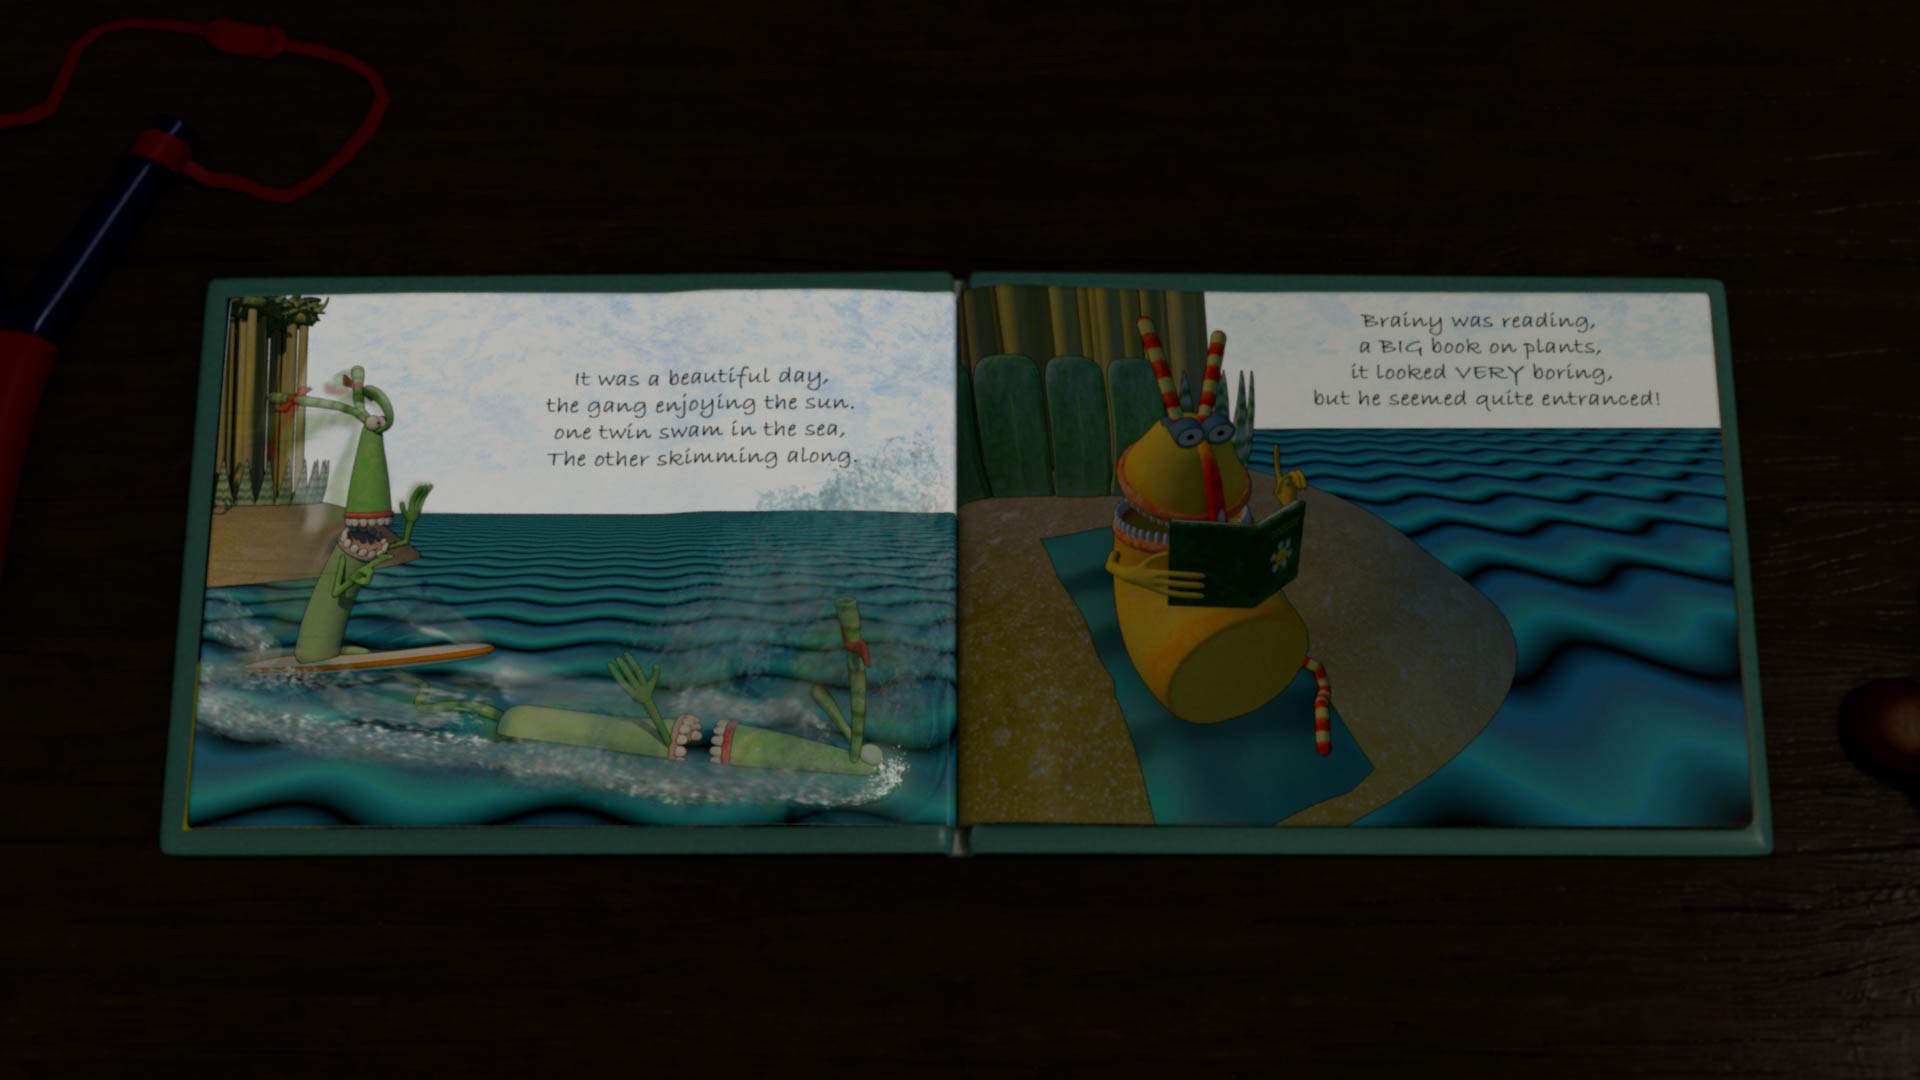 It was a beautiful day,
the gang enjoying the sun.
one twin swam in the sea,
The other skimming along.
Brainy was reading,
a BIG book on plants,
it looked VERY boring,
but he seemed quite entranced!